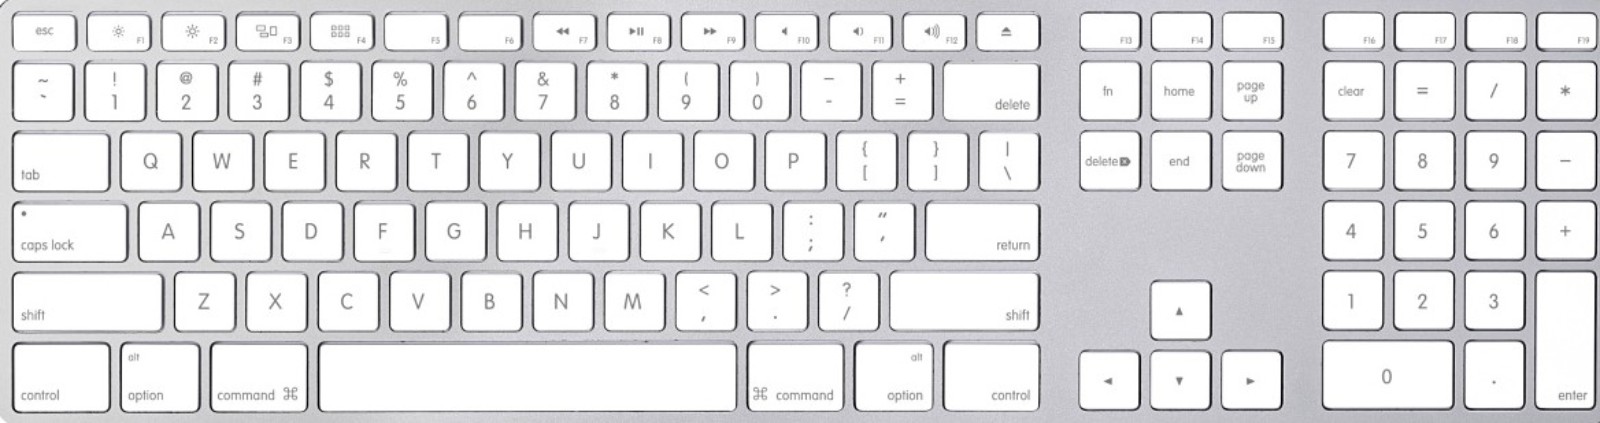 esc F1 F2 F3 F4 F5 F6 F7 F8 F9 F10 F11 F12 F13 F14 F15 F16 F17 F18 F19
~ ! @ # $ % ^ & * ( ) — +
` 1 2 3 4 5 6 7 8 9 0 - = delete fn home page up clear = / *
tab Q W E R T Y U I O P { [ } ] | \ delete end page down 7 8 9 −
caps lock A S D F G H J K L : ; " ' return 4 5 6 +
shift Z X C V B N M < , > . ? / shift 1 2 3
alt alt
control option command ⌘ ⌘ command option control 0 . enter